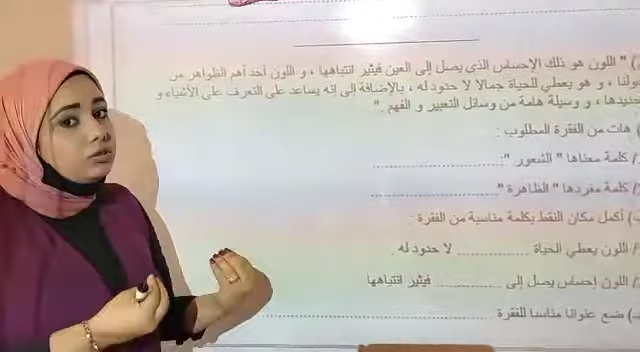 " اللون هو ذلك الإحساس الذى يصل إلى العين فيثير انتباهها ، و اللون أحد أهم الظواهر من
حولنا ، و هو يعطي للحياة جمالا لا حدود له ، بالإضافة إلى إنه يساعد على التعرف على الأشياء و
تحديدها ، و وسيلة هامة من وسائل التعبير و الفهم . "
هات من الفقرة المطلوب :
/ كلمة معناها " الشعور " : ....................
/ كلمة مفردها " الظاهرة " ....................
) أكمل مكان النقط بكلمة مناسبة من الفقرة :
/ اللون يعطي الحياة .............. لا حدود له .
/ اللون إحساس يصل إلى ............ فيثير انتباهها
) ضع عنوانا مناسبا للفقرة ....................